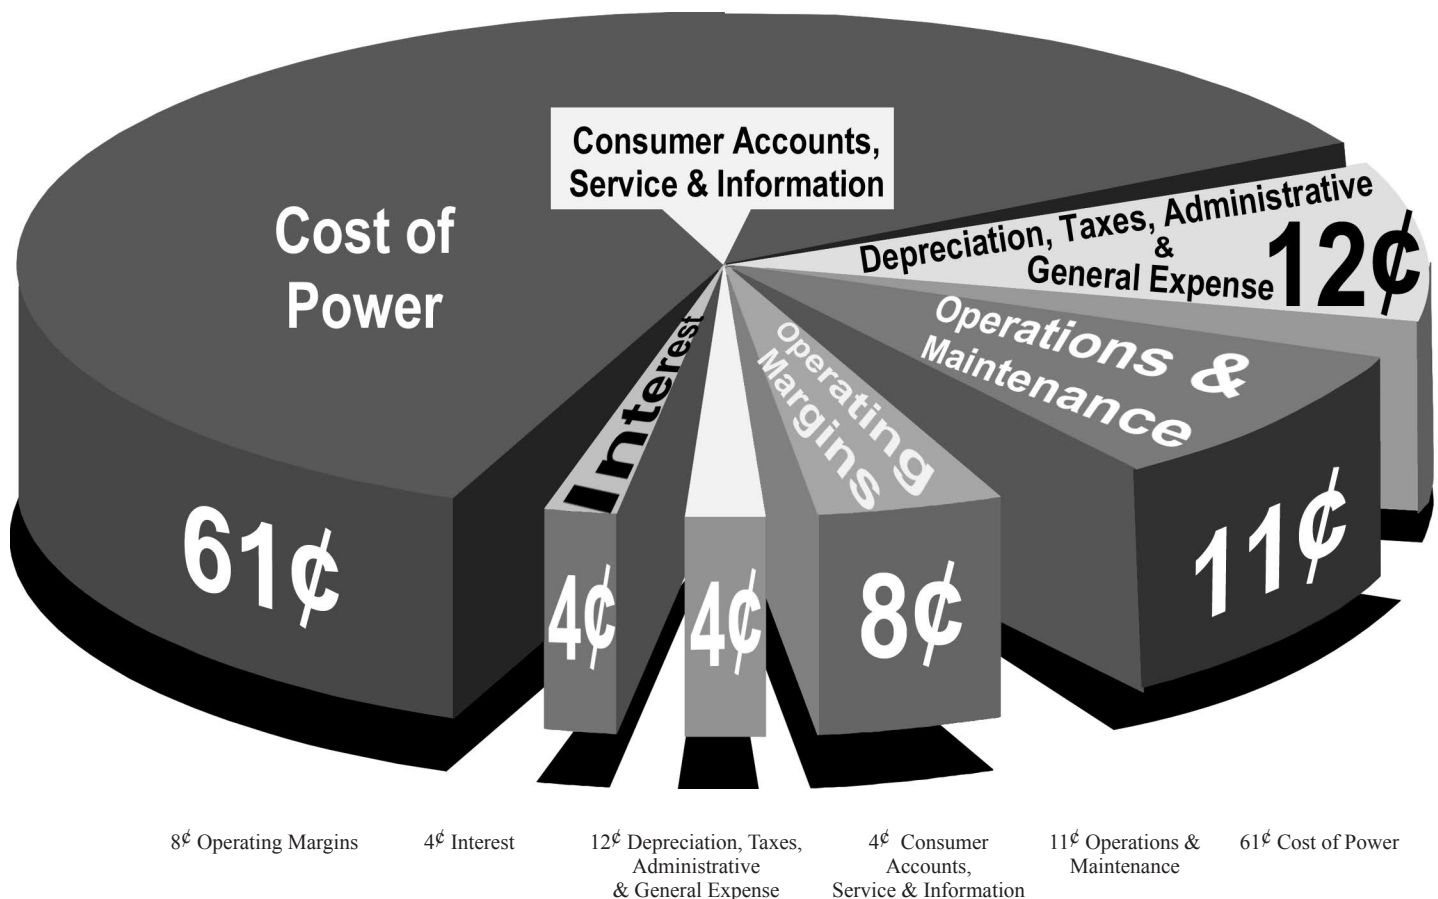 Consumer Accounts,
Service & Information
Cost of
Power
Depreciation, Taxes, Administrative
&
General Expense
12¢
Operations &
Maintenance
Operating
Margins
Interest
61¢
4¢
4¢
8¢
11¢
8¢ Operating Margins
4¢ Interest
12¢ Depreciation, Taxes,
Administrative
& General Expense
4¢ Consumer
Accounts,
Service & Information
11¢ Operations &
Maintenance
61¢ Cost of Power